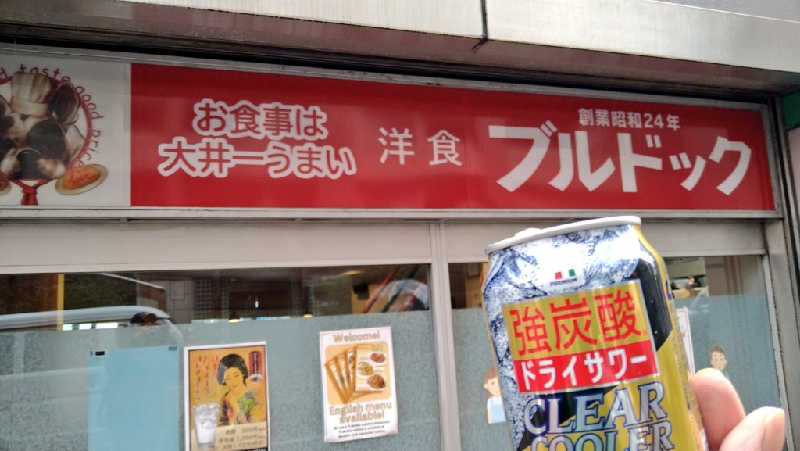 taste good
お食事は
大井一うまい
洋食
創業昭和24年
ブルドック
Welcome!
English menu
available!
強炭酸
ドライサワー
CLEAR
COOLER